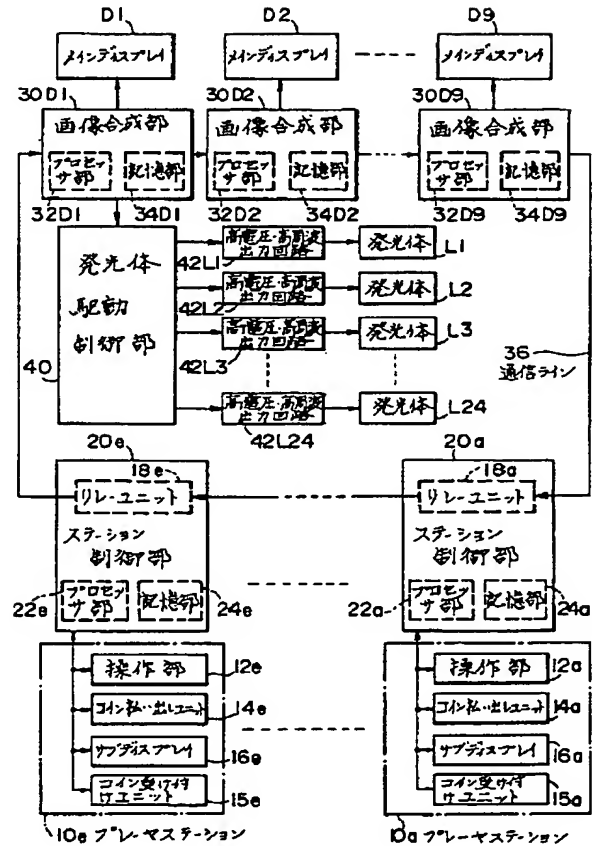 D1 D2 D9
メインディスプレイ メインディスプレイ メインディスプレイ
30D1 30D2 30D9
画像合成部 画像合成部 画像合成部
プロセッ
サ部
記憶部
プロセッ
サ部
記憶部
プロセッ
サ部
記憶部
32D1 34D1 32D2 34D2 32D9 34D9
発光体
駆動
制御部
40
高電圧・高周波
出力回路
42L1
発光体 L1
高電圧・高周波
出力回路
42L2
発光体 L2
高電圧・高周波
出力回路
42L3
発光体 L3
高電圧・高周波
出力回路
42L24
発光体 L24
36
通信ライン
20e 20a
18e 18a
リレーユニット リレーユニット
ステーション
制御部
ステーション
制御部
22e
プロセッ
サ部
記憶部
24e
22a
プロセッ
サ部
記憶部
24a
操作部 12e
コイン払い出しユニット 14e
サブディスプレイ 16e
コイン受け付
けユニット
15e
10e プレーヤステーション
操作部 12a
コイン払い出しユニット 14a
サブディスプレイ 16a
コイン受け付
けユニット
15a
10a プレーヤステーション